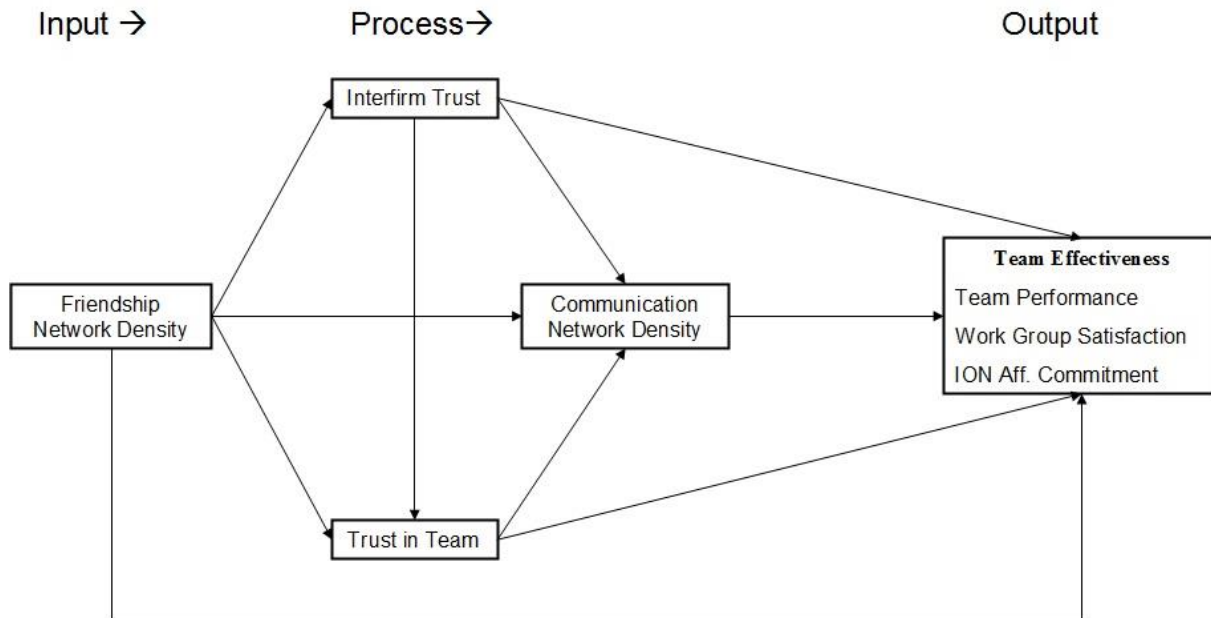 Input →
Process→
Output
Interfirm Trust
Friendship
Network Density
Communication
Network Density
Team Effectiveness
Team Performance
Work Group Satisfaction
ION Aff. Commitment
Trust in Team